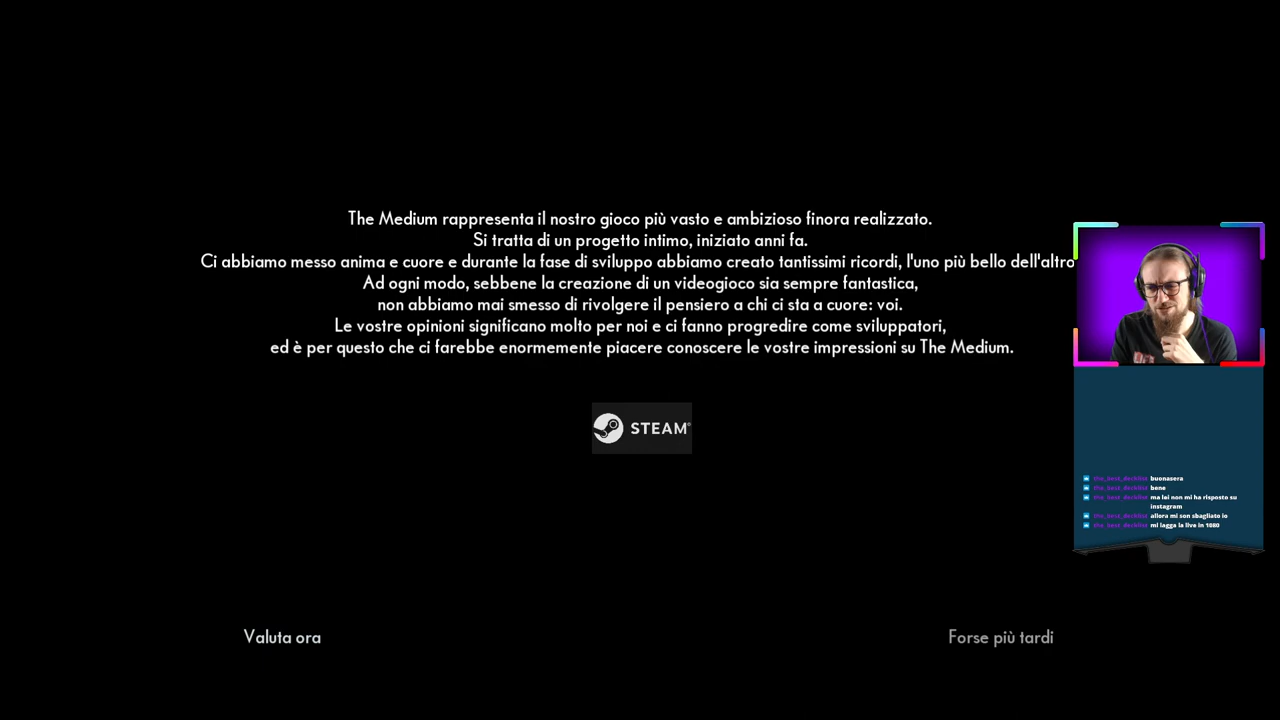 The Medium rappresenta il nostro gioco più vasto e ambizioso finora realizzato.
Si tratta di un progetto intimo, iniziato anni fa.
Ci abbiamo messo anima e cuore e durante la fase di sviluppo abbiamo creato tantissimi ricordi, l'uno più bello dell'altro
Ad ogni modo, sebbene la creazione di un videogioco sia sempre fantastica,
non abbiamo mai smesso di rivolgere il pensiero a chi ci sta a cuore: voi.
Le vostre opinioni significano molto per noi e ci fanno progredire come sviluppatori,
ed è per questo che ci farebbe enormemente piacere conoscere le vostre impressioni su The Medium.
STEAM®
Valuta ora
Forse più tardi
buonasera
bene
ma lei non mi ha risposto su
instagram
allora mi son sbagliato io
mi lagga la live in 1080